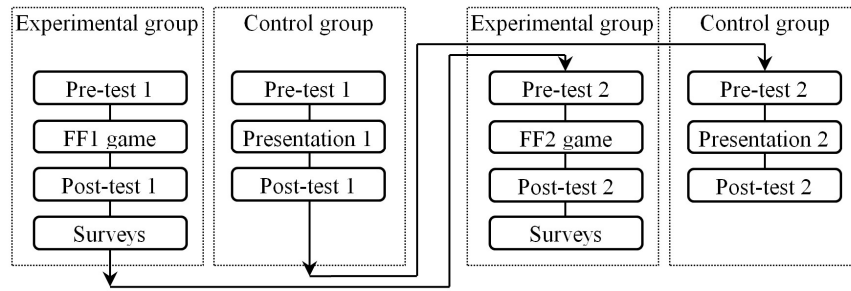 Experimental group
Pre-test 1
FF1 game
Post-test 1
Surveys
Control group
Pre-test 1
Presentation 1
Post-test 1
Experimental group
Pre-test 2
FF2 game
Post-test 2
Surveys
Control group
Pre-test 2
Presentation 2
Post-test 2